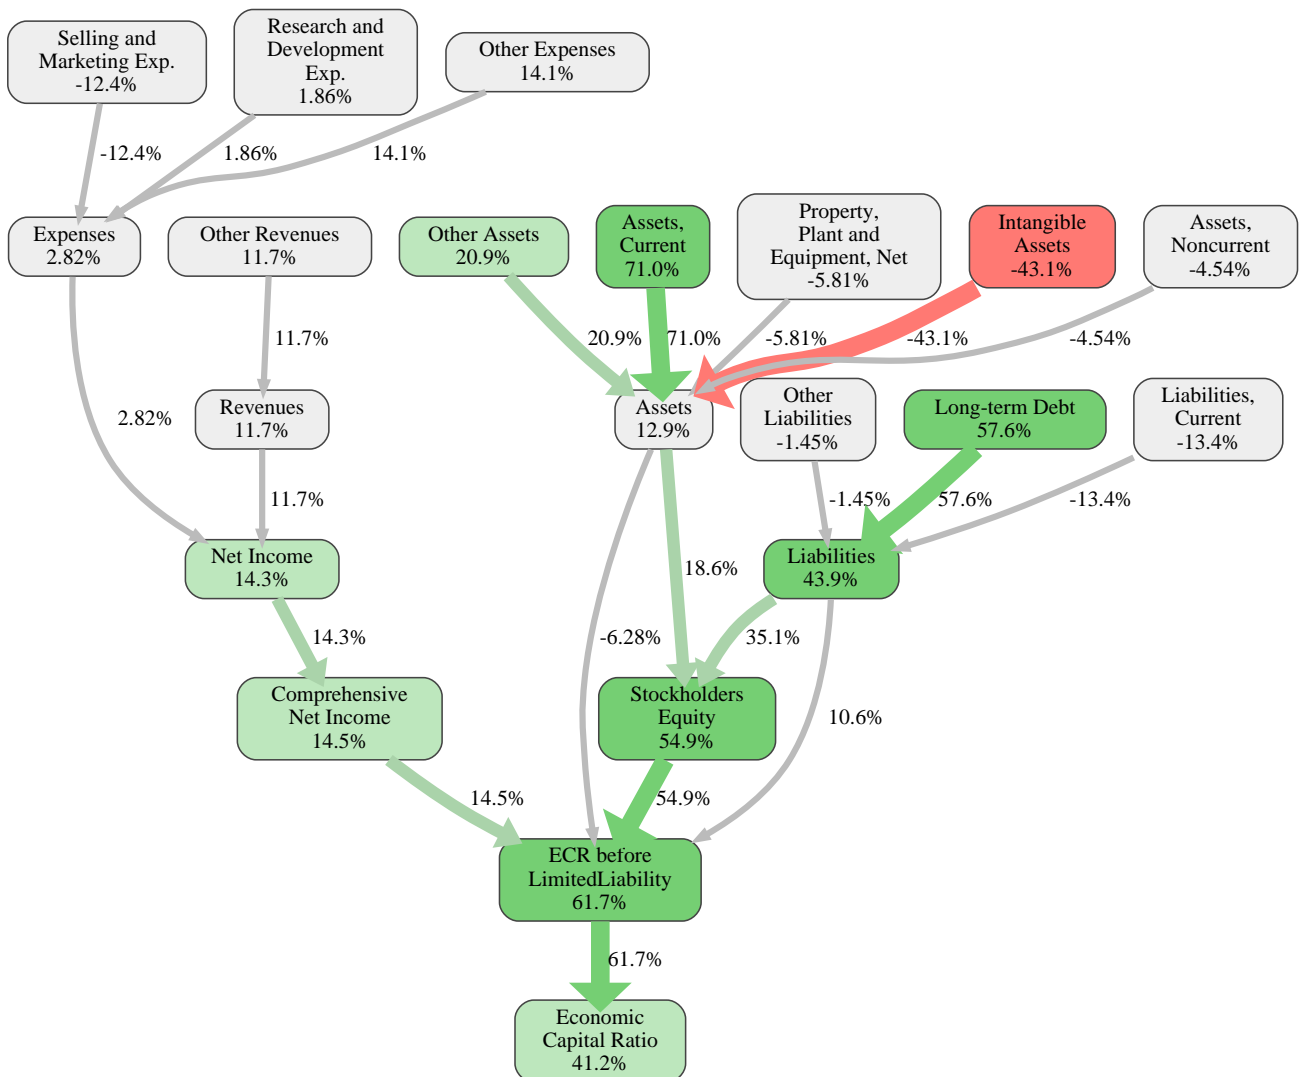 Selling and
Marketing Exp.
-12.4%
Research and
Development
Exp.
1.86%
Other Expenses
14.1%
-12.4%
1.86%
14.1%
Expenses
2.82%
Other Revenues
11.7%
Other Assets
20.9%
Assets,
Current
71.0%
Property,
Plant and
Equipment, Net
-5.81%
Intangible
Assets
-43.1%
Assets,
Noncurrent
-4.54%
11.7%
20.9%
71.0%
-5.81%
-43.1%
-4.54%
2.82%
Revenues
11.7%
Assets
12.9%
Other
Liabilities
-1.45%
Long-term Debt
57.6%
Liabilities,
Current
-13.4%
11.7%
-1.45%
57.6%
-13.4%
Net Income
14.3%
18.6%
Liabilities
43.9%
14.3%
-6.28%
35.1%
Comprehensive
Net Income
14.5%
Stockholders
Equity
54.9%
10.6%
14.5%
54.9%
ECR before
LimitedLiability
61.7%
61.7%
Economic
Capital Ratio
41.2%